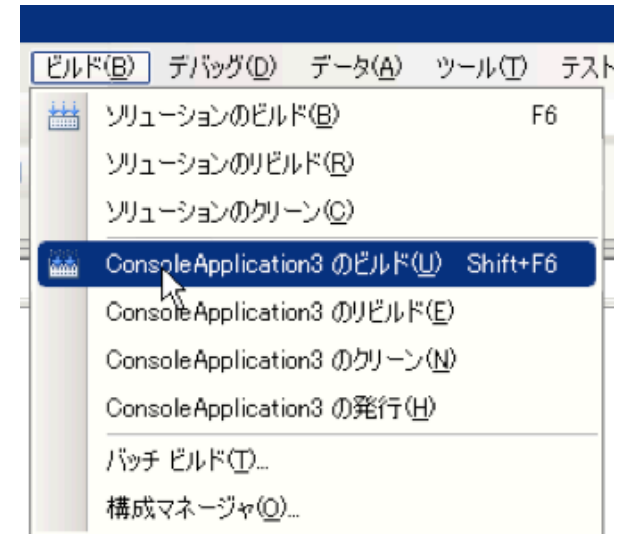 ビルド(B) デバッグ(D) データ(A) ツール(T) テスト
ソリューションのビルド(B) F6
ソリューションのリビルド(R)
ソリューションのクリーン(C)
ConsoleApplication3 のビルド(U) Shift+F6
ConsoleApplication3 のリビルド(E)
ConsoleApplication3 のクリーン(N)
ConsoleApplication3 の発行(H)
バッチ ビルド(T)...
構成マネージャ(O)...